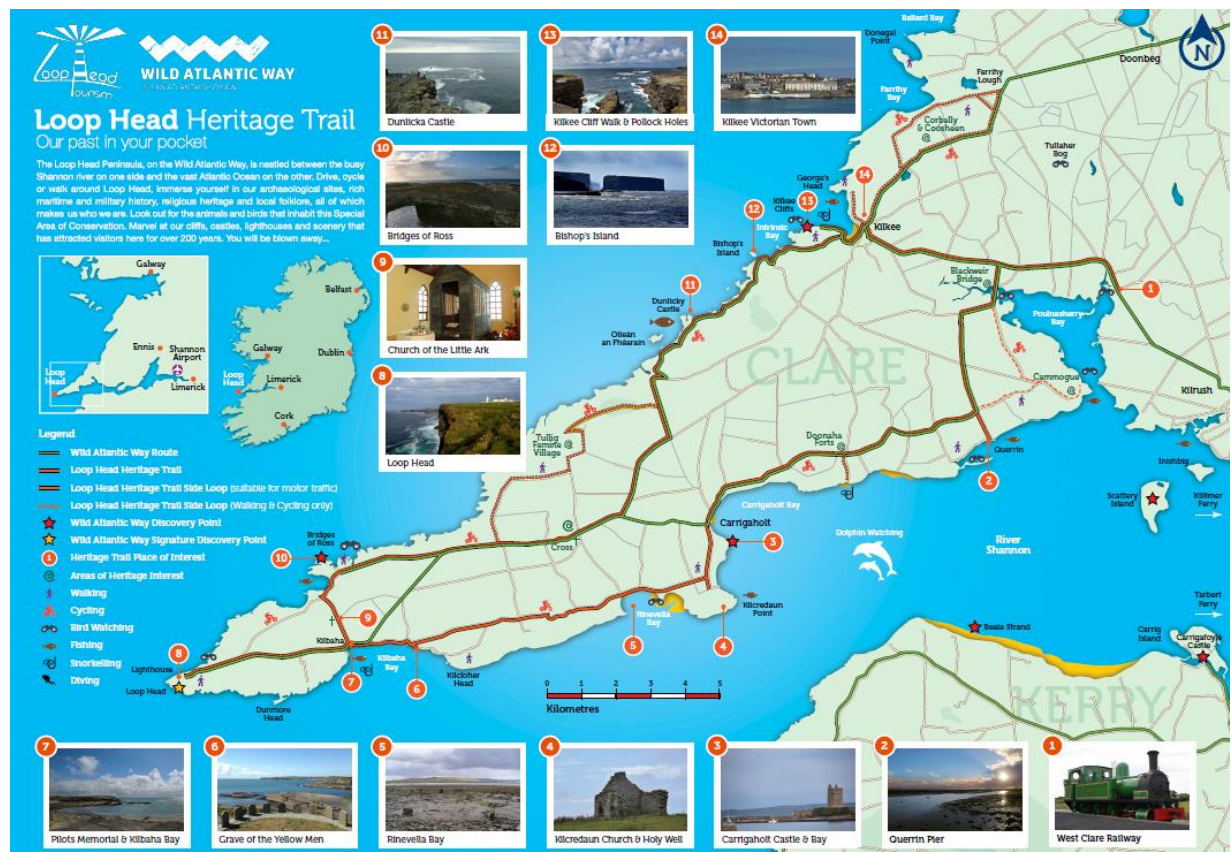 Loop Head Tourism
WILD ATLANTIC WAY
Loop Head Heritage Trail
Our past in your pocket
The Loop Head Peninsula, on the Wild Atlantic Way, is nestled between the busy
Shannon river on one side and the vast Atlantic Ocean on the other. Drive, cycle
or walk around Loop Head, immerse yourself in our archaeological sites, rich
maritime and military history, religious heritage and local folklore, all of which
makes us who we are. Look out for the animals and birds that inhabit this Special
Area of Conservation. Marvel at our cliffs, castles, lighthouses and scenery that
has attracted visitors here for over 200 years. You will be blown away...
Galway
Ennis
Shannon
Airport
Loop
Head
Limerick
Belfast
Galway
Dublin
Loop
Head
Limerick
Cork
Legend
Wild Atlantic Way Route
Loop Head Heritage Trail
Loop Head Heritage Trail Side Loop (suitable for motor traffic)
Loop Head Heritage Trail Side Loop (Walking & Cycling only)
Wild Atlantic Way Discovery Point
Wild Atlantic Way Signature Discovery Point
1 Heritage Trail Place of Interest
Areas of Heritage Interest
Walking
Cycling
Bird Watching
Fishing
Snorkelling
Diving
11
Dunlicka Castle
13
Kilkee Cliff Walk & Pollock Holes
14
Kilkee Victorian Town
10
Bridges of Ross
12
Bishop's Island
9
Church of the Little Ark
8
Loop Head
N
Ballard Bay
Donegal
Point
Doonbeg
Farrihy
Lough
Farrihy
Bay
Corbally
& Coosheen
Tullaher
Bog
George's
Head
14
Kilkee
Cliffs
13
12
Intrinsic
Bay
Kilkee
Bishop's
Island
Blackweir
Bridge
1
11
Dunlicky
Castle
Poulnasherry
Bay
Oileán
an Fhéarain
CLARE
Cammogue
Kilrush
Tullig
Famine
Village
Doonaha
Forts
Querrin
2
Inishbig
Scattery
Island
Killimer
Ferry
Carrigaholt Bay
Carrigaholt
3
Dolphin Watching
River
Shannon
Bridges
of Ross
10
Cross
Rinevella
Bay
Kilcredaun
Point
Tarbert
Ferry
9
Kilbaha
5
4
Beale Strand
Carrig
Island
Carrigafoyle
Castle
8
Lighthouse
Loop Head
Kilbaha
Bay
7
6
Kilcloher
Head
Dunmore
Head
0 1 2 3 4 5
Kilometres
KERRY
7
Pilots Memorial & Kilbaha Bay
6
Grave of the Yellow Men
5
Rinevella Bay
4
Kilcredaun Church & Holy Well
3
Carrigaholt Castle & Bay
2
Querrin Pier
1
West Clare Railway